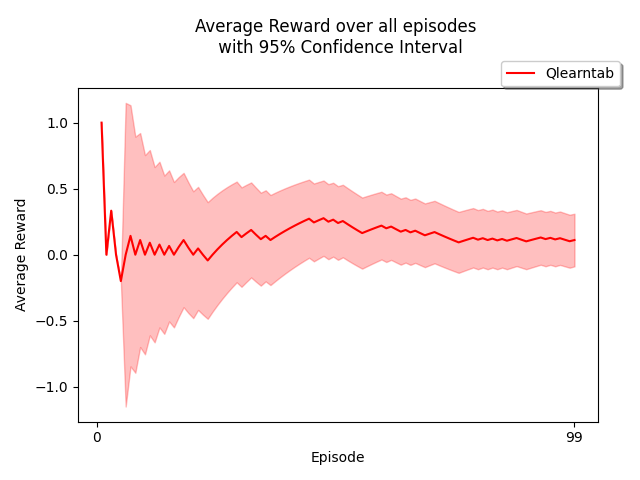 Average Reward over all episodes
with 95% Confidence Interval
Qlearntab
1.0
0.5
0.0
−0.5
−1.0
Average Reward
0
99
Episode